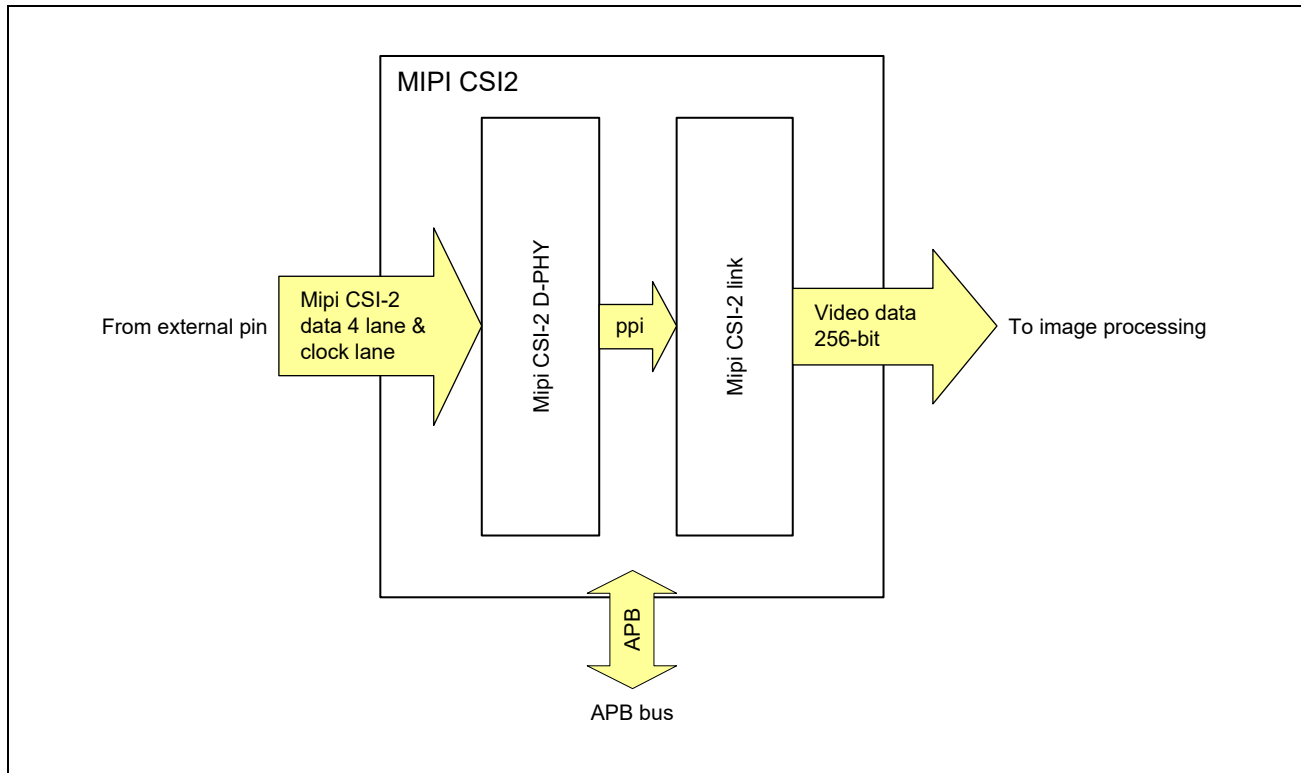 MIPI CSI2
From external pin
Mipi CSI-2
data 4 lane &
clock lane
Mipi CSI-2 D-PHY
ppi
Mipi CSI-2 link
Video data
256-bit
To image processing
APB
APB bus